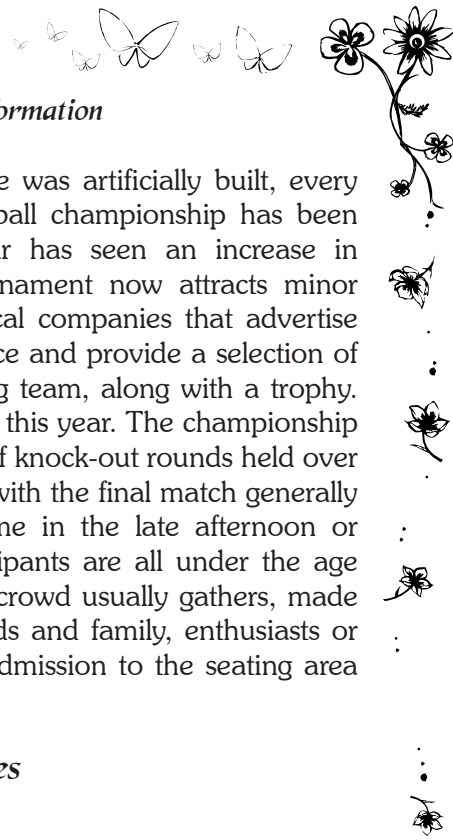 ormation
e was artificially built, every
ball championship has been
r has seen an increase in
nament now attracts minor
cal companies that advertise
ce and provide a selection of
g team, along with a trophy.
this year. The championship
f knock-out rounds held over
with the final match generally
me in the late afternoon or
ipants are all under the age
crowd usually gathers, made
ds and family, enthusiasts or
dmission to the seating area
es